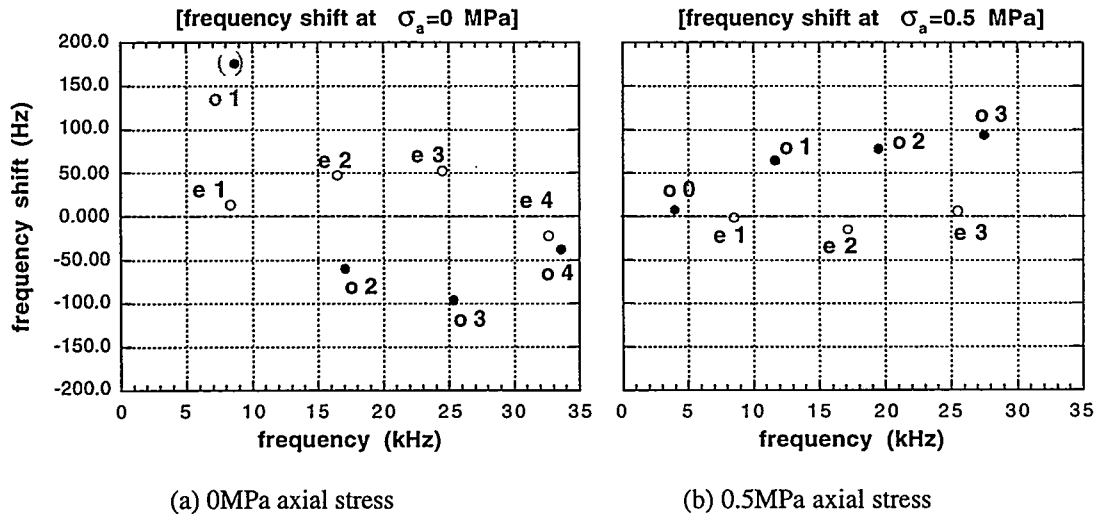 [frequency shift at σa=0 MPa]
[frequency shift at σa=0.5 MPa]
frequency shift (Hz)
200.0
150.0
100.0
50.00
0.000
-50.00
-100.0
-150.0
-200.0
( )
o 1
e 1
e 2
e 3
e 4
o 2
o 3
o 4
0 5 10 15 20 25 30 35
frequency (kHz)
o 0
o 1
o 2
o 3
e 1
e 2
e 3
0 5 10 15 20 25 30 35
frequency (kHz)
(a) 0MPa axial stress
(b) 0.5MPa axial stress